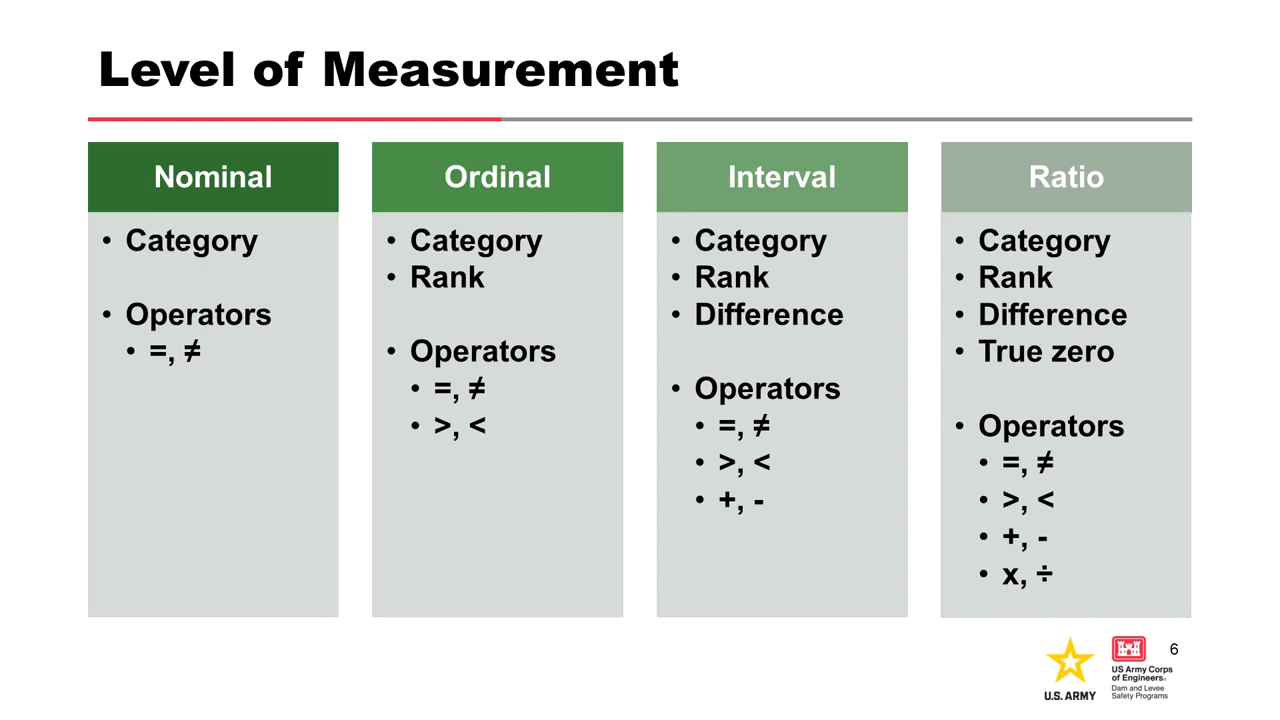 Level of Measurement
Nominal
• Category
• Operators
• =, ≠
Ordinal
• Category
• Rank
• Operators
• =, ≠
• >, <
Interval
• Category
• Rank
• Difference
• Operators
• =, ≠
• >, <
• +, -
Ratio
• Category
• Rank
• Difference
• True zero
• Operators
• =, ≠
• >, <
• +, -
• x, ÷
U.S. ARMY
US Army Corps
of Engineers®
Dam and Levee
Safety Programs
6